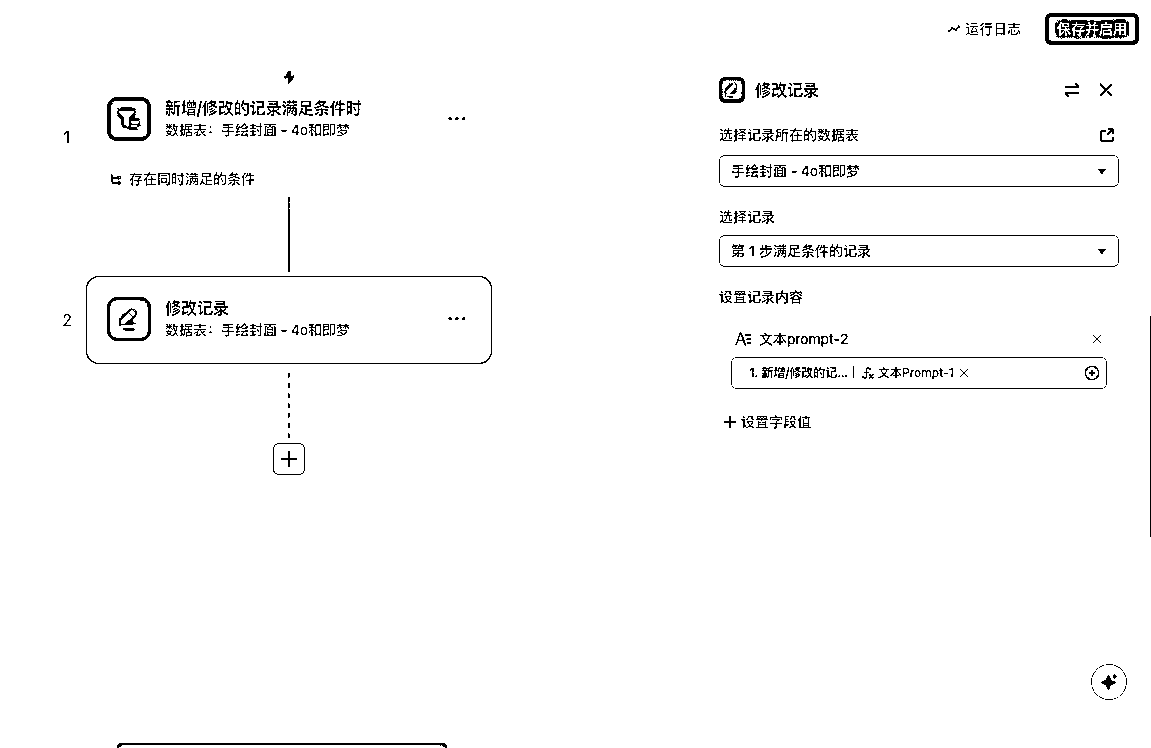 运行日志
保存并启用
1
新增/修改的记录满足条件时
数据表：手绘封面 - 4o和即梦
存在同时满足的条件
2
修改记录
数据表：手绘封面 - 4o和即梦
修改记录
选择记录所在的数据表
手绘封面 - 4o和即梦
选择记录
第 1 步满足条件的记录
设置记录内容
文本prompt-2
1. 新增/修改的记... | fx 文本Prompt-1
设置字段值